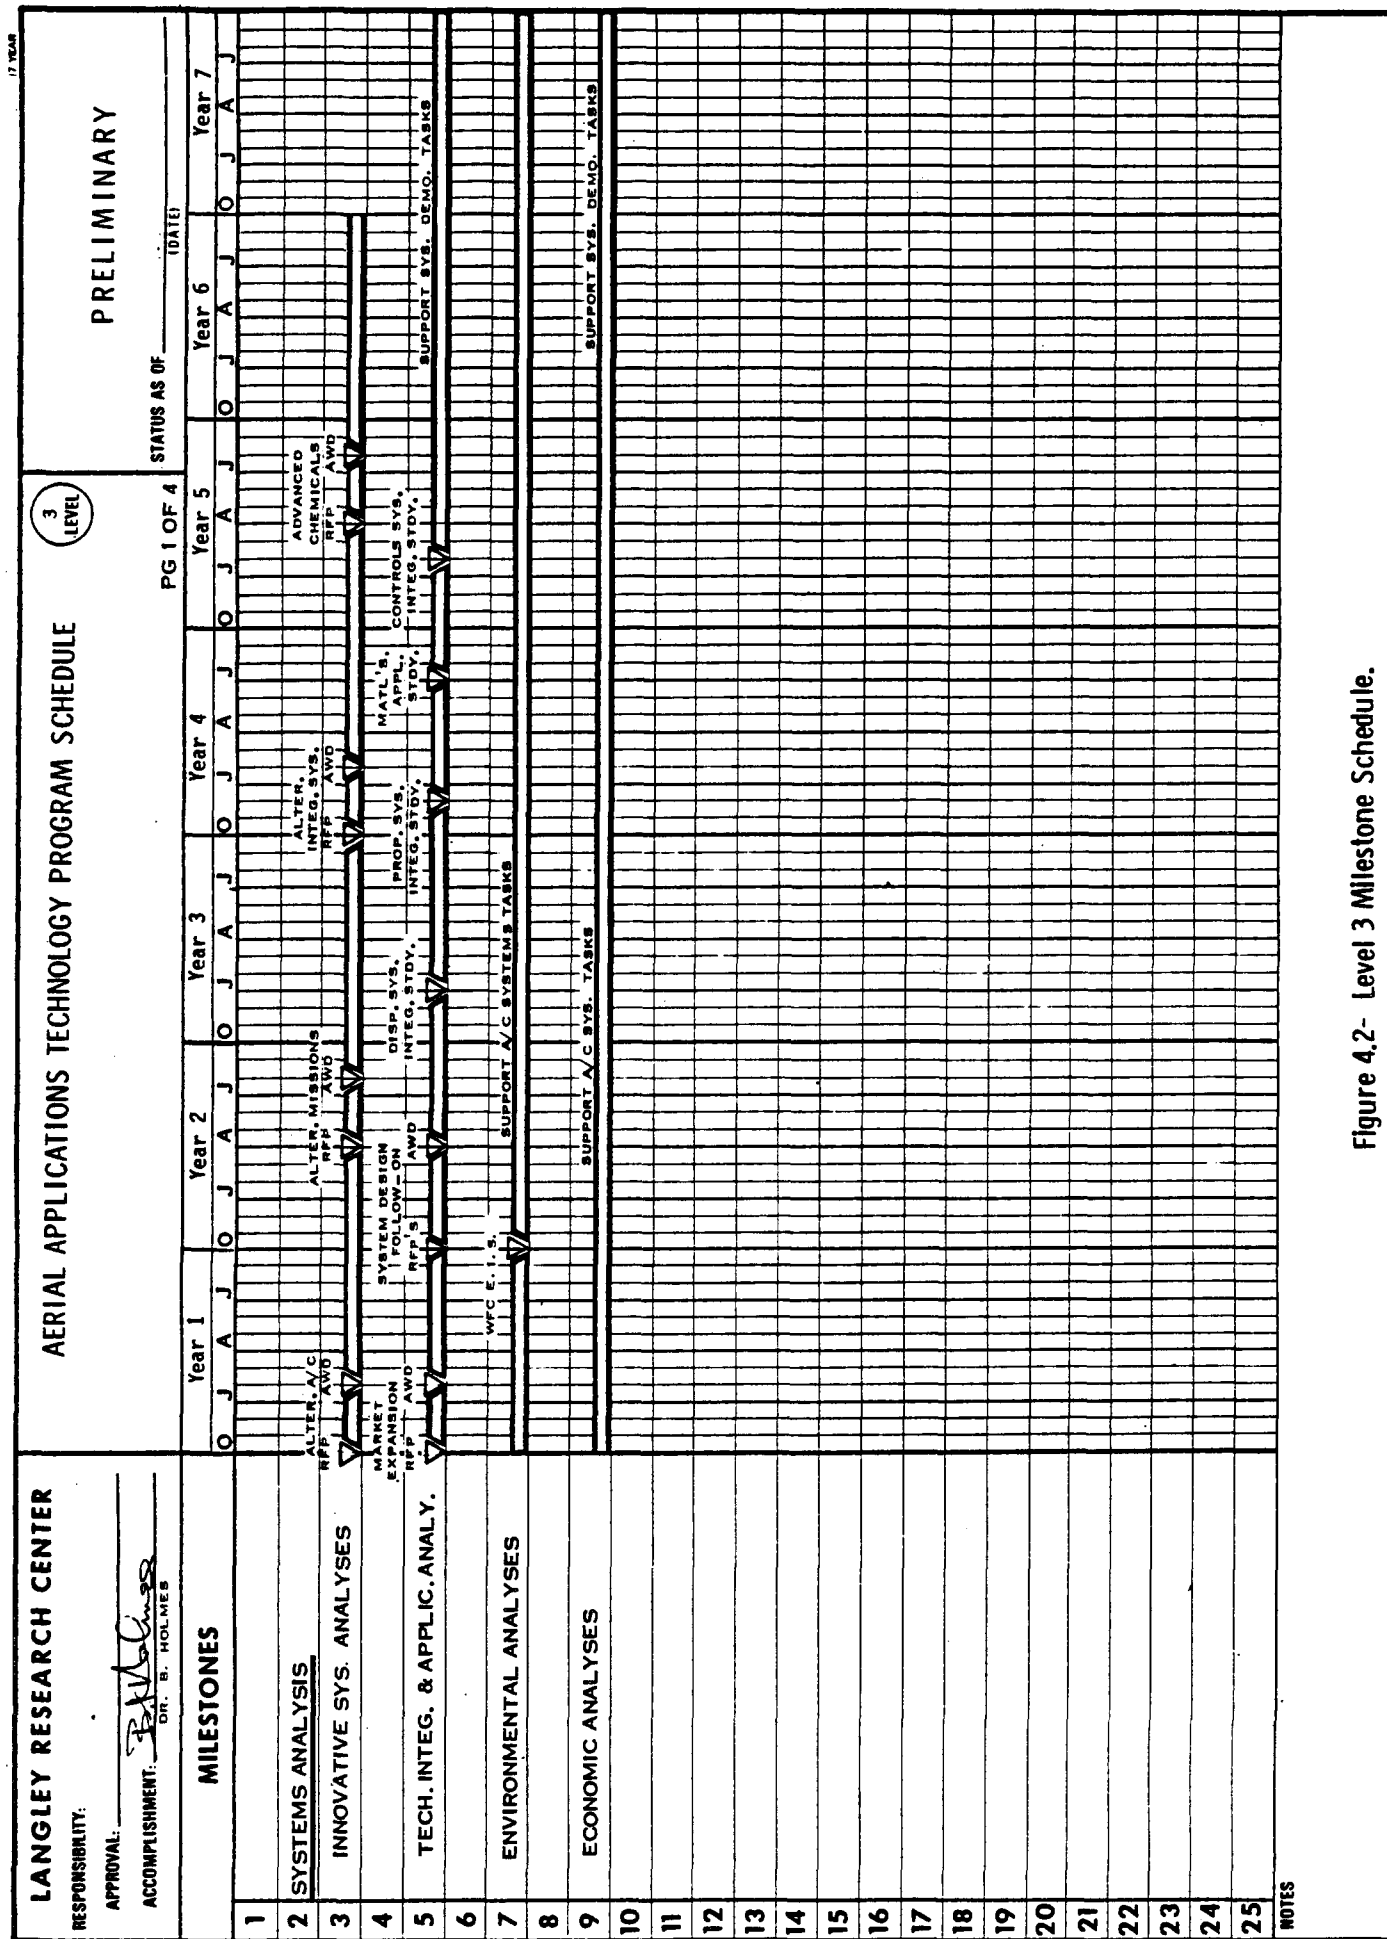 17 YEAR
LANGLEY RESEARCH CENTER
RESPONSIBILITY:
APPROVAL:
ACCOMPLISHMENT:
DR. B. HOLMES
AERIAL APPLICATIONS TECHNOLOGY PROGRAM SCHEDULE
3
LEVEL
PG 1 OF 4
PRELIMINARY
STATUS AS OF
(DATE)
MILESTONES
Year 1 Year 2 Year 3 Year 4 Year 5 Year 6 Year 7
O J A J O J A J O J A J O J A J O J A J O J A J O J A J
1
2 SYSTEMS ANALYSIS
3 INNOVATIVE SYS. ANALYSES
ALTER. A/C
RFP AWD
ALTER. MISSIONS
RFP AWD
ALTER.
INTEG. SYS.
RFP AWD
ADVANCED
CHEMICALS
RFP AWD
4
5 TECH. INTEG. & APPLIC. ANALY.
MARKET
EXPANSION
RFP AWD
SYSTEM DESIGN
FOLLOW-ON
RFP'S AWD
DISP. SYS.
INTEG. STDY.
PROP. SYS.
INTEG. STDY.
MATL'S.
APPL.
STDY.
CONTROLS SYS.
INTEG. STDY.
SUPPORT SYS. DEMO. TASKS
6
7 ENVIRONMENTAL ANALYSES
WFC E.I.S.
SUPPORT A/C SYSTEMS TASKS
8
9 ECONOMIC ANALYSES
SUPPORT A/C SYS. TASKS
SUPPORT SYS. DEMO. TASKS
10
11
12
13
14
15
16
17
18
19
20
21
22
23
24
25
NOTES
Figure 4.2- Level 3 Milestone Schedule.